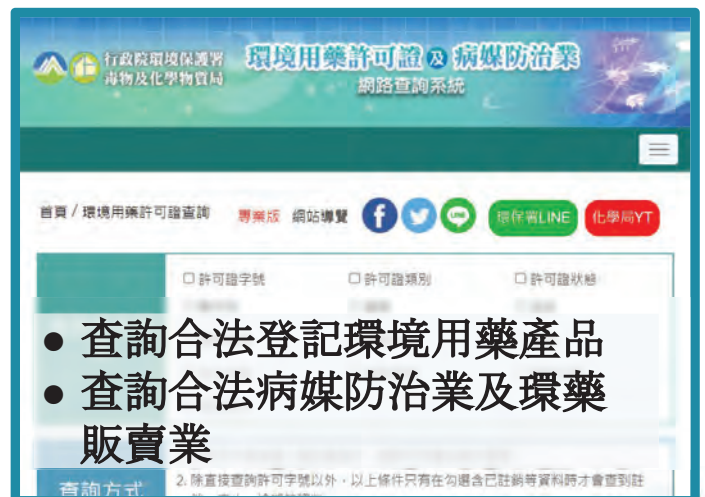 行政院環境保護署
毒物及化學物質局
環境用藥許可證及病媒防治業
網路查詢系統
首頁 / 環境用藥許可證查詢 專業版 網站導覽 環保署LINE 化學局YT
許可證字號 許可證類別 許可證狀態
● 查詢合法登記環境用藥產品
● 查詢合法病媒防治業及環藥
販賣業
查詢方式
2. 除直接查詢許可字號以外，以上條件只有在勾選含已註銷等資料時才會查到註